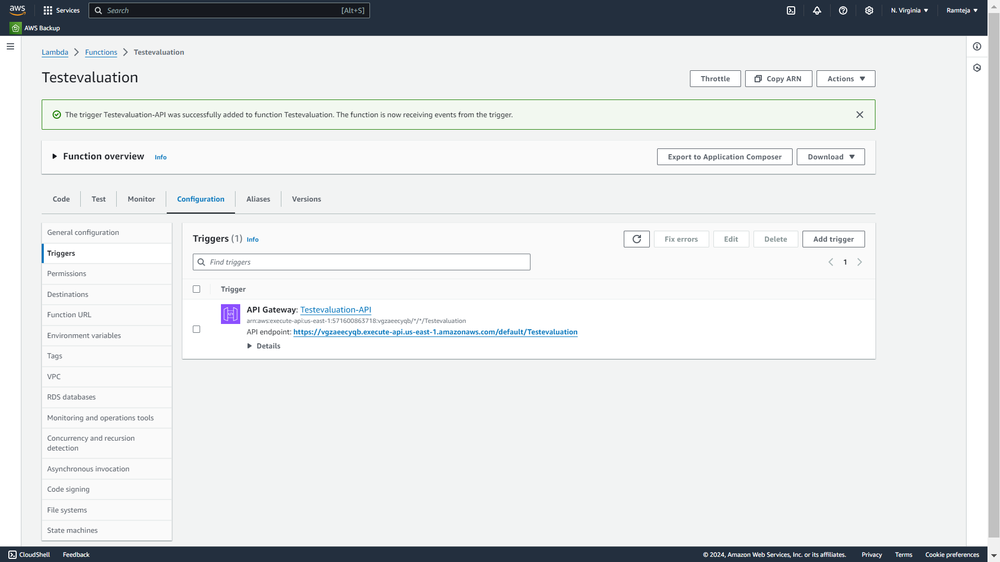 aws
Services
Search
[Alt+S]
N. Virginia
Ramteja
AWS Backup
Lambda
Functions
Testevaluation
Testevaluation
Throttle
Copy ARN
Actions
The trigger Testevaluation-API was successfully added to function Testevaluation. The function is now receiving events from the trigger.
Function overview
Info
Export to Application Composer
Download
Code
Test
Monitor
Configuration
Aliases
Versions
General configuration
Triggers
Permissions
Destinations
Function URL
Environment variables
Tags
VPC
RDS databases
Monitoring and operations tools
Concurrency and recursion
detection
Asynchronous invocation
Code signing
File systems
State machines
Triggers (1)
Info
Fix errors
Edit
Delete
Add trigger
Find triggers
1
Trigger
API Gateway: Testevaluation-API
arn:aws:execute-api:us-east-1:571600863718:vgzaeecyqb/*/*/Testevaluation
API endpoint: https://vgzaeecyqb.execute-api.us-east-1.amazonaws.com/default/Testevaluation
Details
CloudShell
Feedback
© 2024, Amazon Web Services, Inc. or its affiliates.
Privacy
Terms
Cookie preferences